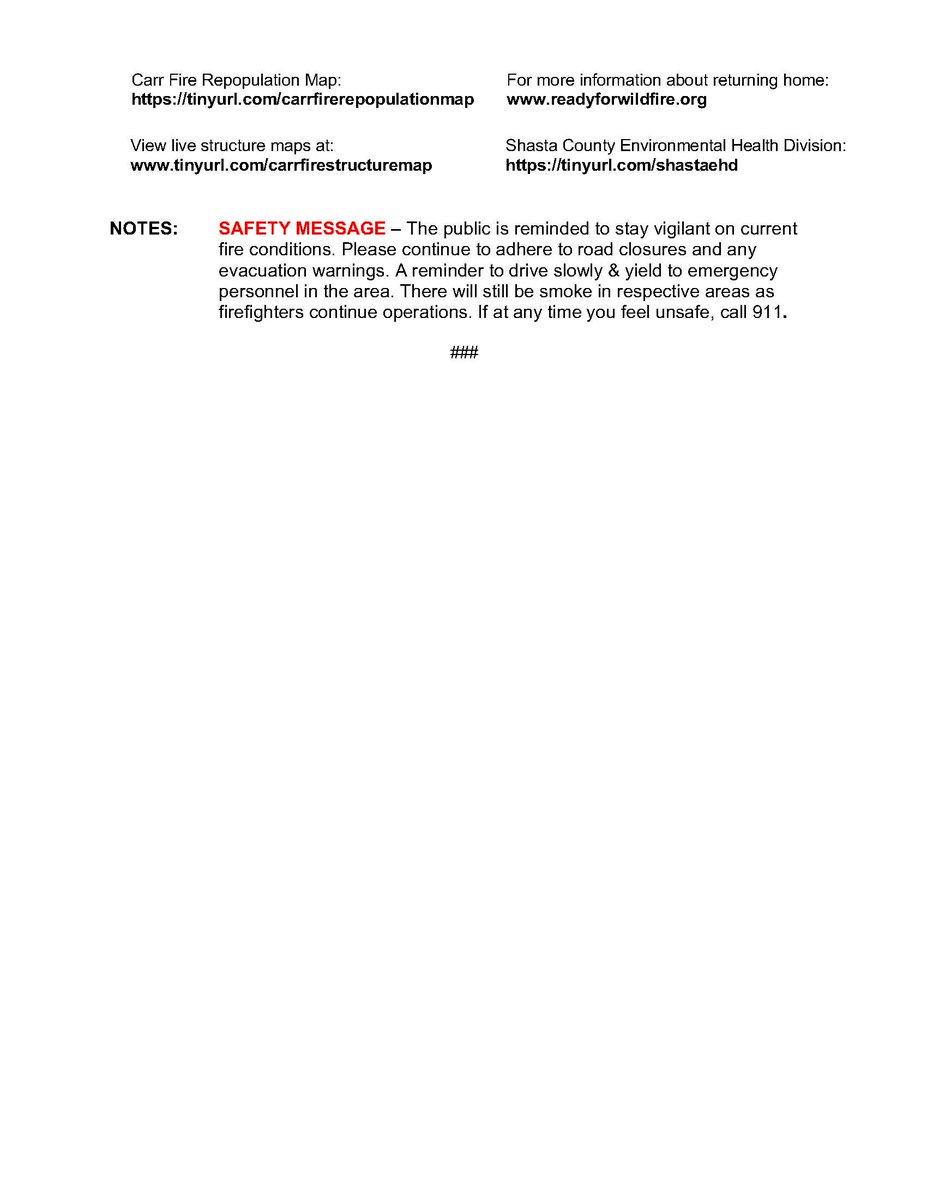 Carr Fire Repopulation Map:
https://tinyurl.com/carrfirerepopulationmap
For more information about returning home:
www.readyforwildfire.org
View live structure maps at:
www.tinyurl.com/carrfirestructuremap
Shasta County Environmental Health Division:
https://tinyurl.com/shastaehd
NOTES: SAFETY MESSAGE – The public is reminded to stay vigilant on current
fire conditions. Please continue to adhere to road closures and any
evacuation warnings. A reminder to drive slowly & yield to emergency
personnel in the area. There will still be smoke in respective areas as
firefighters continue operations. If at any time you feel unsafe, call 911.
###